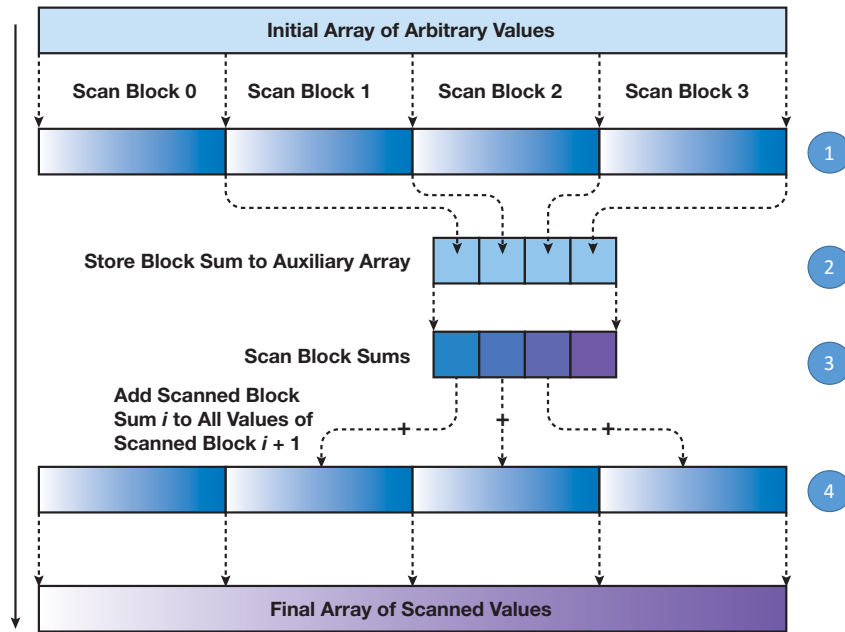 Initial Array of Arbitrary Values
Scan Block 0 Scan Block 1 Scan Block 2 Scan Block 3
1
Store Block Sum to Auxiliary Array
2
Scan Block Sums
3
Add Scanned Block
Sum i to All Values of
Scanned Block i + 1
+ + +
4
Final Array of Scanned Values